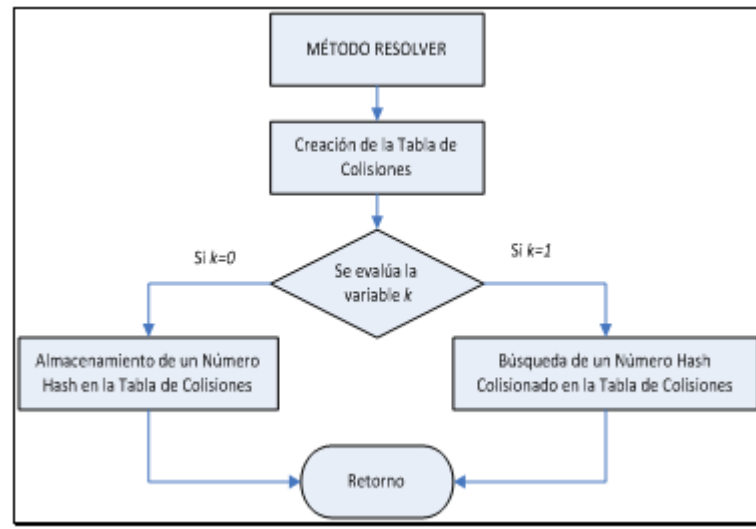 MÉTODO RESOLVER
Creación de la Tabla de
Colisiones
Si k=0
Se evalúa la
variable k
Si k=1
Almacenamiento de un Número
Hash en la Tabla de Colisiones
Búsqueda de un Número Hash
Colisionado en la Tabla de Colisiones
Retorno